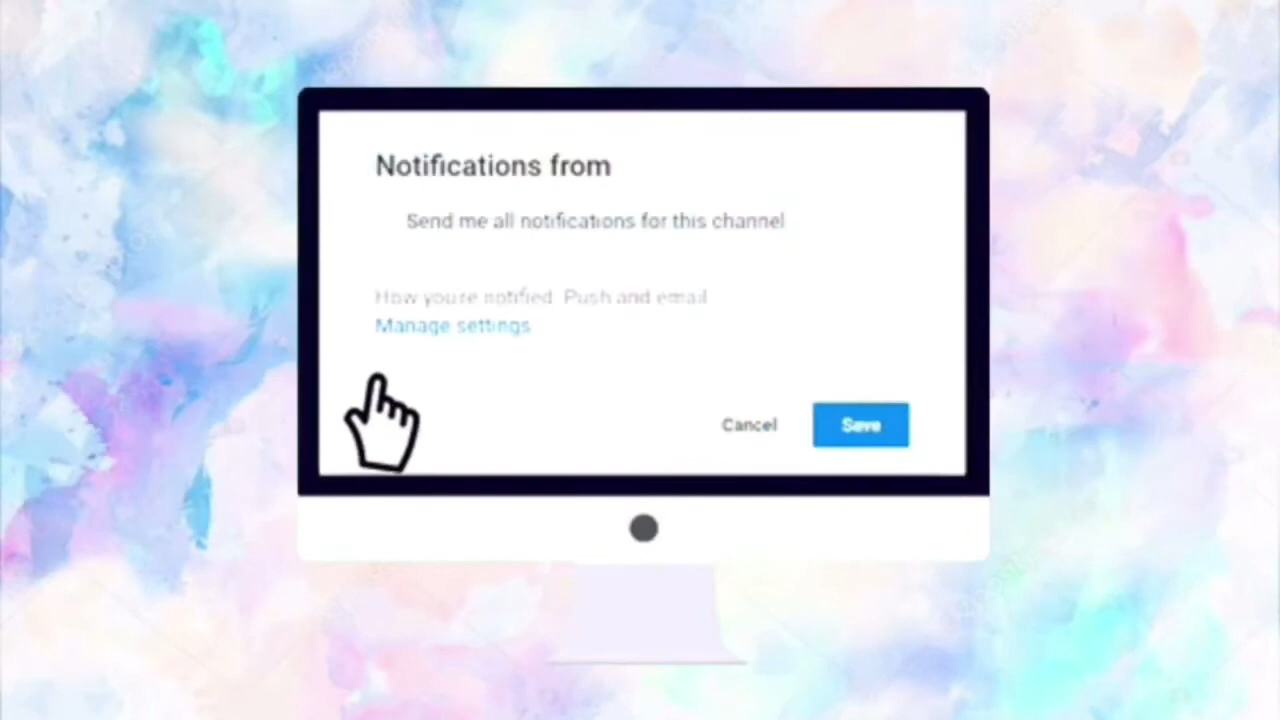 Notifications from
Send me all notifications for this channel
How you're notified: Push and email
Manage settings
Cancel
Save